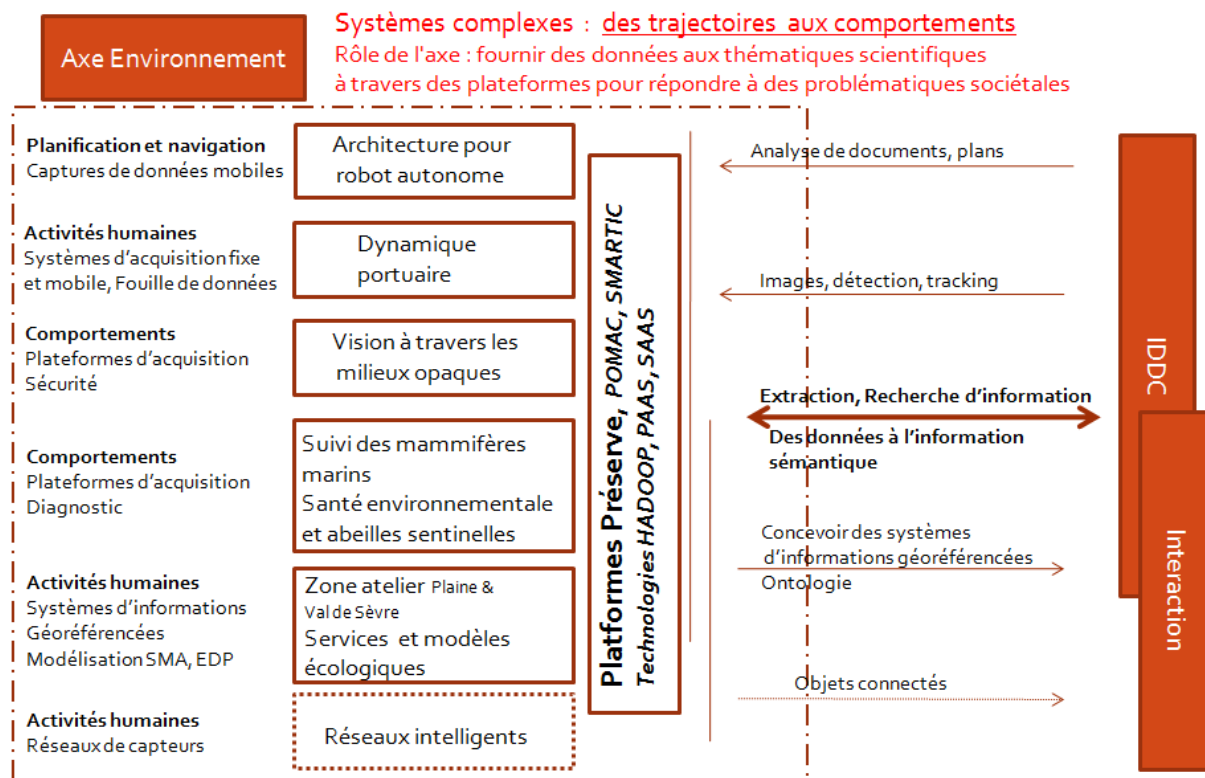 Axe Environnement
Systèmes complexes : des trajectoires aux comportements
Rôle de l'axe : fournir des données aux thématiques scientifiques
à travers des plateformes pour répondre à des problématiques sociétales
Planification et navigation
Captures de données mobiles
Architecture pour
robot autonome
Activités humaines
Systèmes d'acquisition fixe
et mobile, Fouille de données
Dynamique
portuaire
Comportements
Plateformes d'acquisition
Sécurité
Vision à travers les
milieux opaques
Comportements
Plateformes d'acquisition
Diagnostic
Suivi des mammifères
marins
Santé environnementale
et abeilles sentinelles
Activités humaines
Systèmes d'informations
Géoréférencées
Modélisation SMA, EDP
Zone atelier Plaine &
Val de Sèvre
Services et modèles
écologiques
Activités humaines
Réseaux de capteurs
Réseaux intelligents
Platformes Préserve, POMAC, SMARTIC
Technologies HADOOP, PAAS, SAAS
Analyse de documents, plans
Images, détection, tracking
Extraction, Recherche d'information
Des données à l'information
sémantique
Concevoir des systèmes
d'informations géoréférencées
Ontologie
Objets connectés
IDDC
Interaction